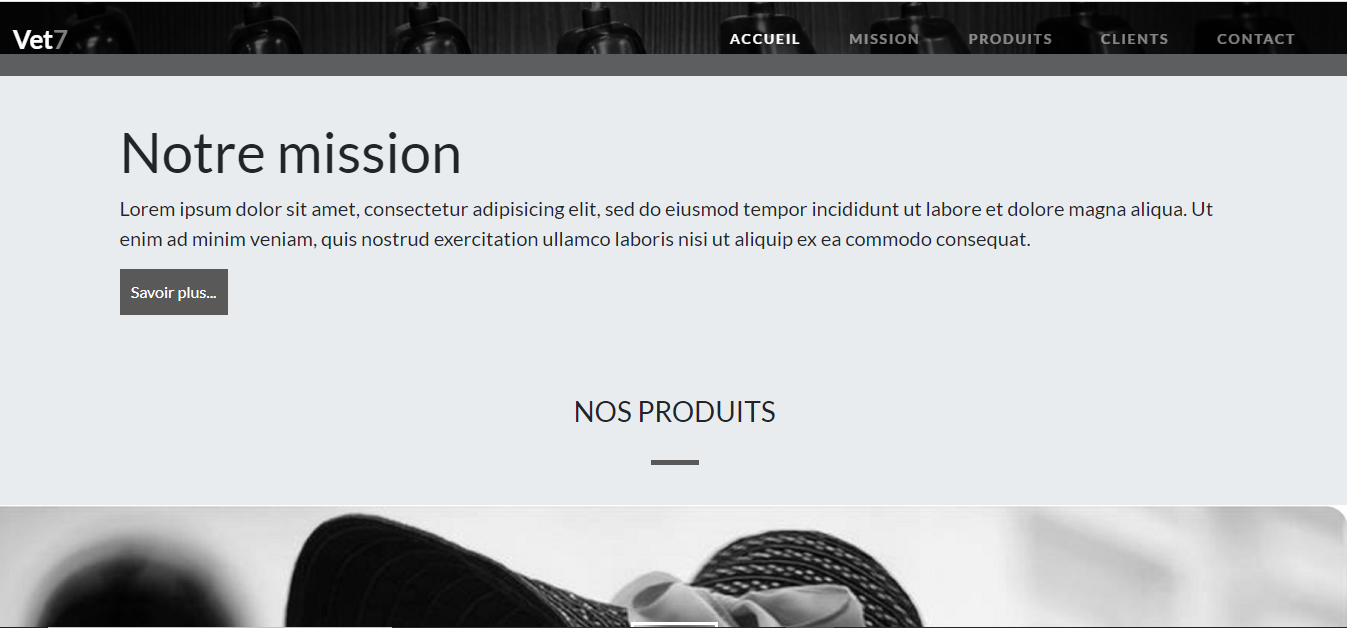 Vet7
ACCUEIL MISSION PRODUITS CLIENTS CONTACT
Notre mission
Lorem ipsum dolor sit amet, consectetur adipisicing elit, sed do eiusmod tempor incididunt ut labore et dolore magna aliqua. Ut
enim ad minim veniam, quis nostrud exercitation ullamco laboris nisi ut aliquip ex ea commodo consequat.
Savoir plus...
NOS PRODUITS